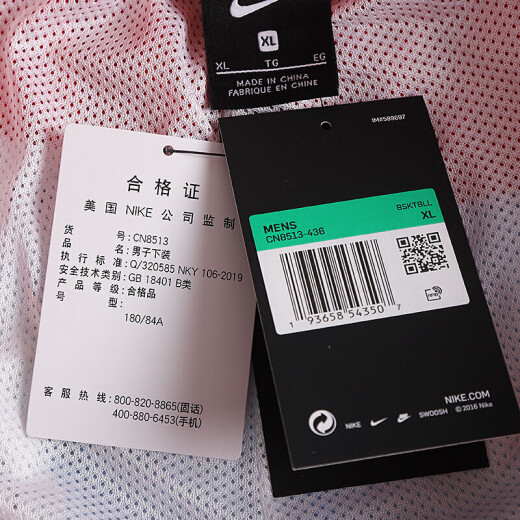 XL
XL TG EG
MADE IN CHINA
FABRIQUE EN CHINE
合格证
美国 NIKE 公司监制
货 号: CN8513
品 名: 男子下装
执行标准: Q/320585 NKY 106-2019
安全技术类别: GB 18401 B类
产品等级: 合格品
号 型:
180/84A
客服热线: 800-820-8865(固话)
400-880-6453(手机)
IM#589697
BSKTBLL
MENS XL
CN8513-436
RFID
1 93658 54350 7
NIKE.COM
NIKE SWOOSH © 2016 Nike